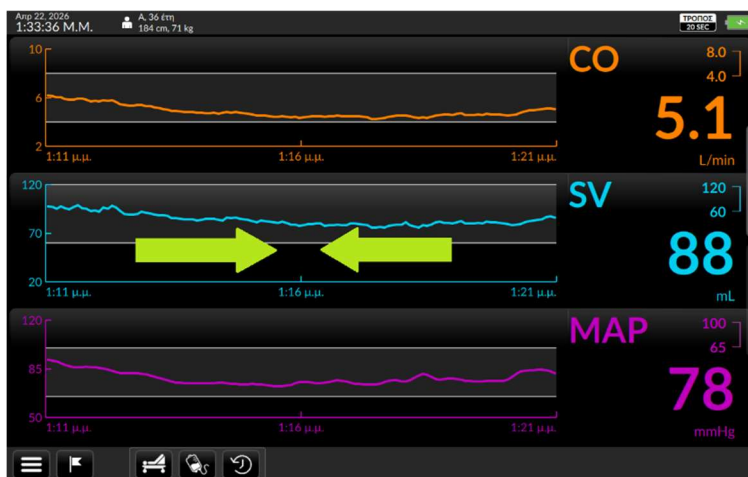 Απρ 22, 2026
1:33:36 Μ.Μ.
Α, 36 έτη
184 cm, 71 kg
ΤΡΟΠΟΣ
20 SEC
10
6
2
1:11 μ.μ.
1:16 μ.μ.
1:21 μ.μ.
CO
8.0
4.0
5.1
L/min
120
70
20
1:11 μ.μ.
1:16 μ.μ.
1:21 μ.μ.
SV
120
60
88
mL
120
85
50
1:11 μ.μ.
1:16 μ.μ.
1:21 μ.μ.
MAP
100
65
78
mmHg